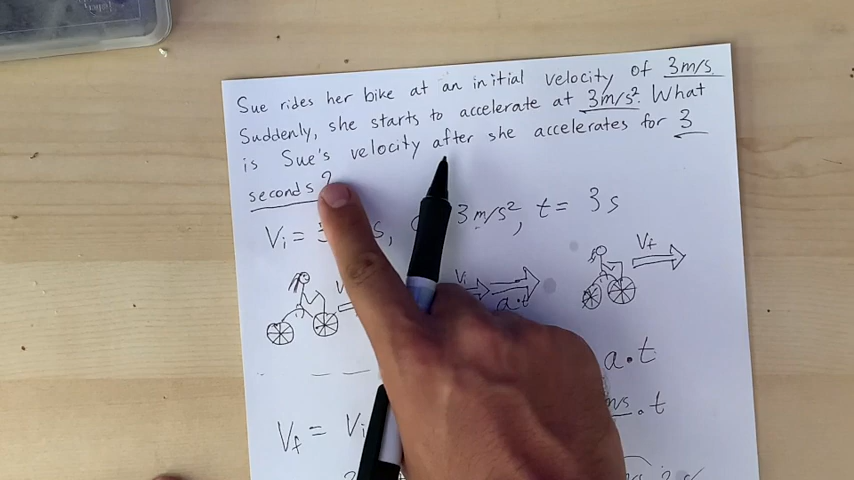 Sue rides her bike at an initial velocity of 3m/s
Suddenly, she starts to accelerate at 3m/s². What
is Sue's velocity after she accelerates for 3
seconds?
Vi = 3 s, 3m/s², t = 3s
Vi Vf
a.t
a.t
Vf = Vi m/s .t